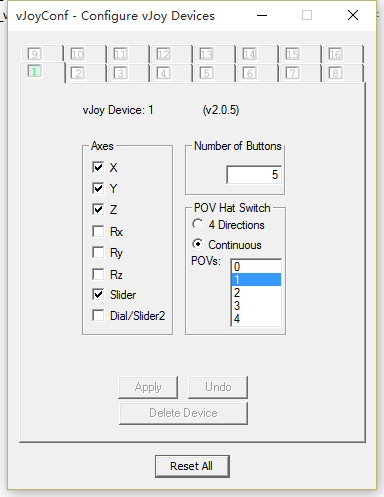 vJoyConf - Configure vJoy Devices
9 10 11 12 13 14 15 16
1 2 3 4 5 6 7 8
vJoy Device: 1 (v2.0.5)
Axes
X
Y
Z
Rx
Ry
Rz
Slider
Dial/Slider2
Number of Buttons
5
POV Hat Switch
4 Directions
Continuous
POVs:
0
1
2
3
4
Apply Undo
Delete Device
Reset All